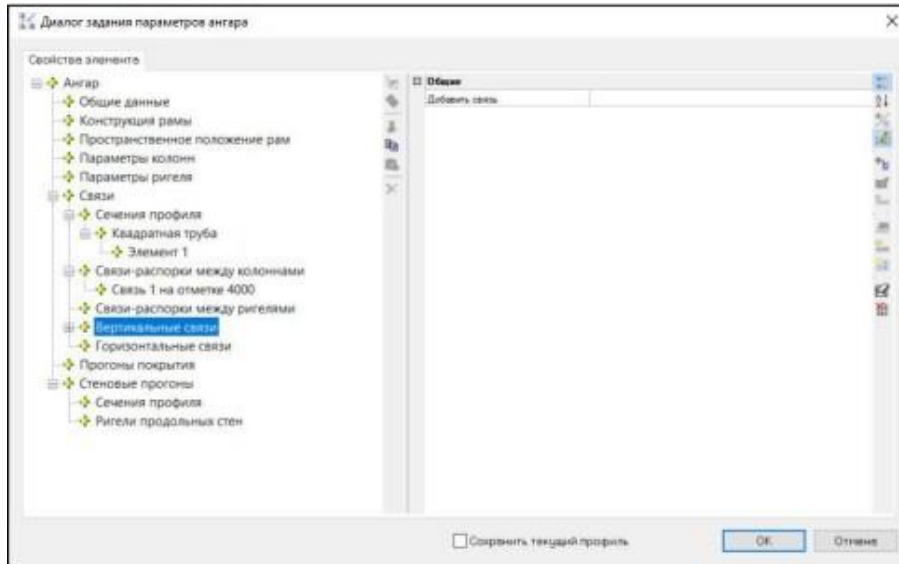 Диалог задания параметров ангара
Свойства элемента
Ангар
Общие данные
Конструкция рамы
Пространственное положение рам
Параметры колонн
Параметры ригеля
Связи
Сечения профиля
Квадратная труба
Элемент 1
Связи-распорки между колоннами
Связь 1 на отметке 4000
Связи-распорки между ригелями
Вертикальные связи
Горизонтальные связи
Прогоны покрытия
Стеновые прогоны
Сечения профиля
Ригели продольных стен
Общие
Добавить связь
Сохранить текущий профиль
ОК
Отмена